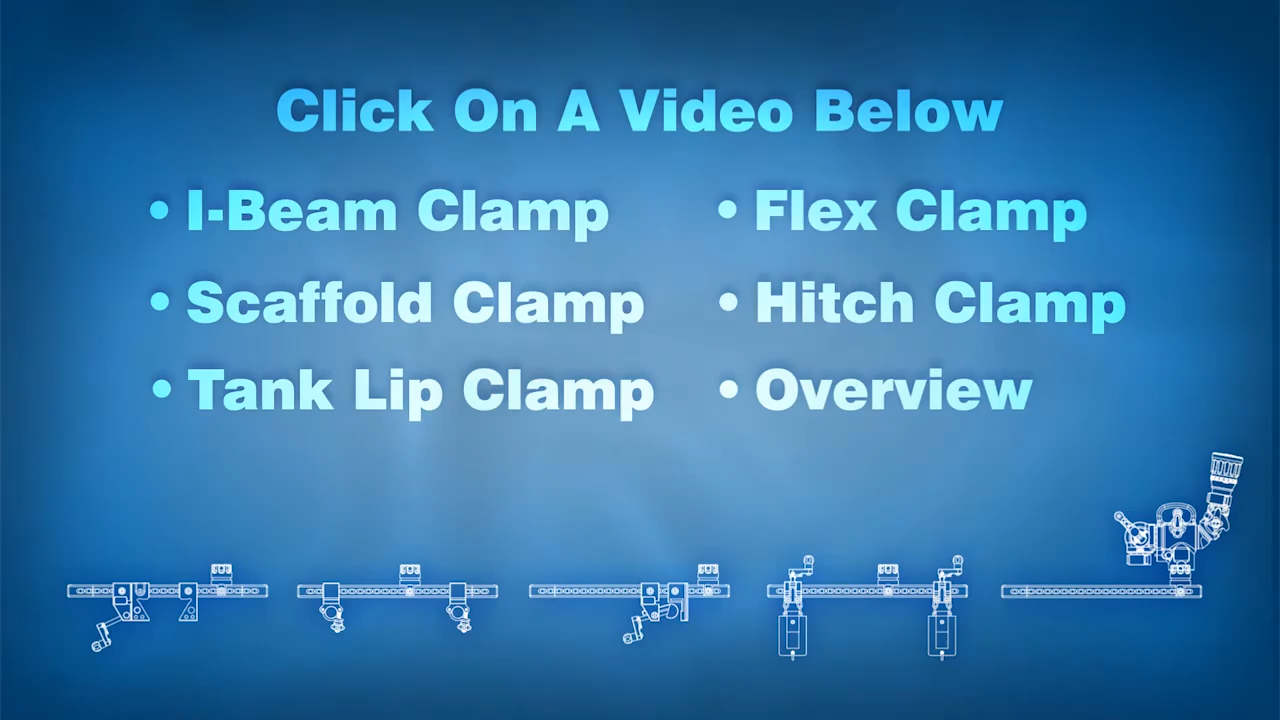 Click On A Video Below
• I-Beam Clamp
• Scaffold Clamp
• Tank Lip Clamp
• Flex Clamp
• Hitch Clamp
• Overview